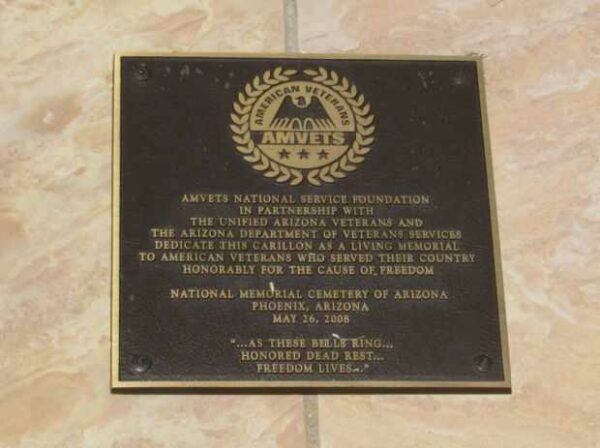 AMERICAN VETERANS
AMVETS
AMVETS NATIONAL SERVICE FOUNDATION
IN PARTNERSHIP WITH
THE UNIFIED ARIZONA VETERANS AND
THE ARIZONA DEPARTMENT OF VETERANS SERVICES
DEDICATE THIS CARILLON AS A LIVING MEMORIAL
TO AMERICAN VETERANS WHO SERVED THEIR COUNTRY
HONORABLY FOR THE CAUSE OF FREEDOM
NATIONAL MEMORIAL CEMETERY OF ARIZONA
PHOENIX, ARIZONA
MAY 26, 2008
"...AS THESE BELLS RING...
HONORED DEAD REST...
FREEDOM LIVES..."